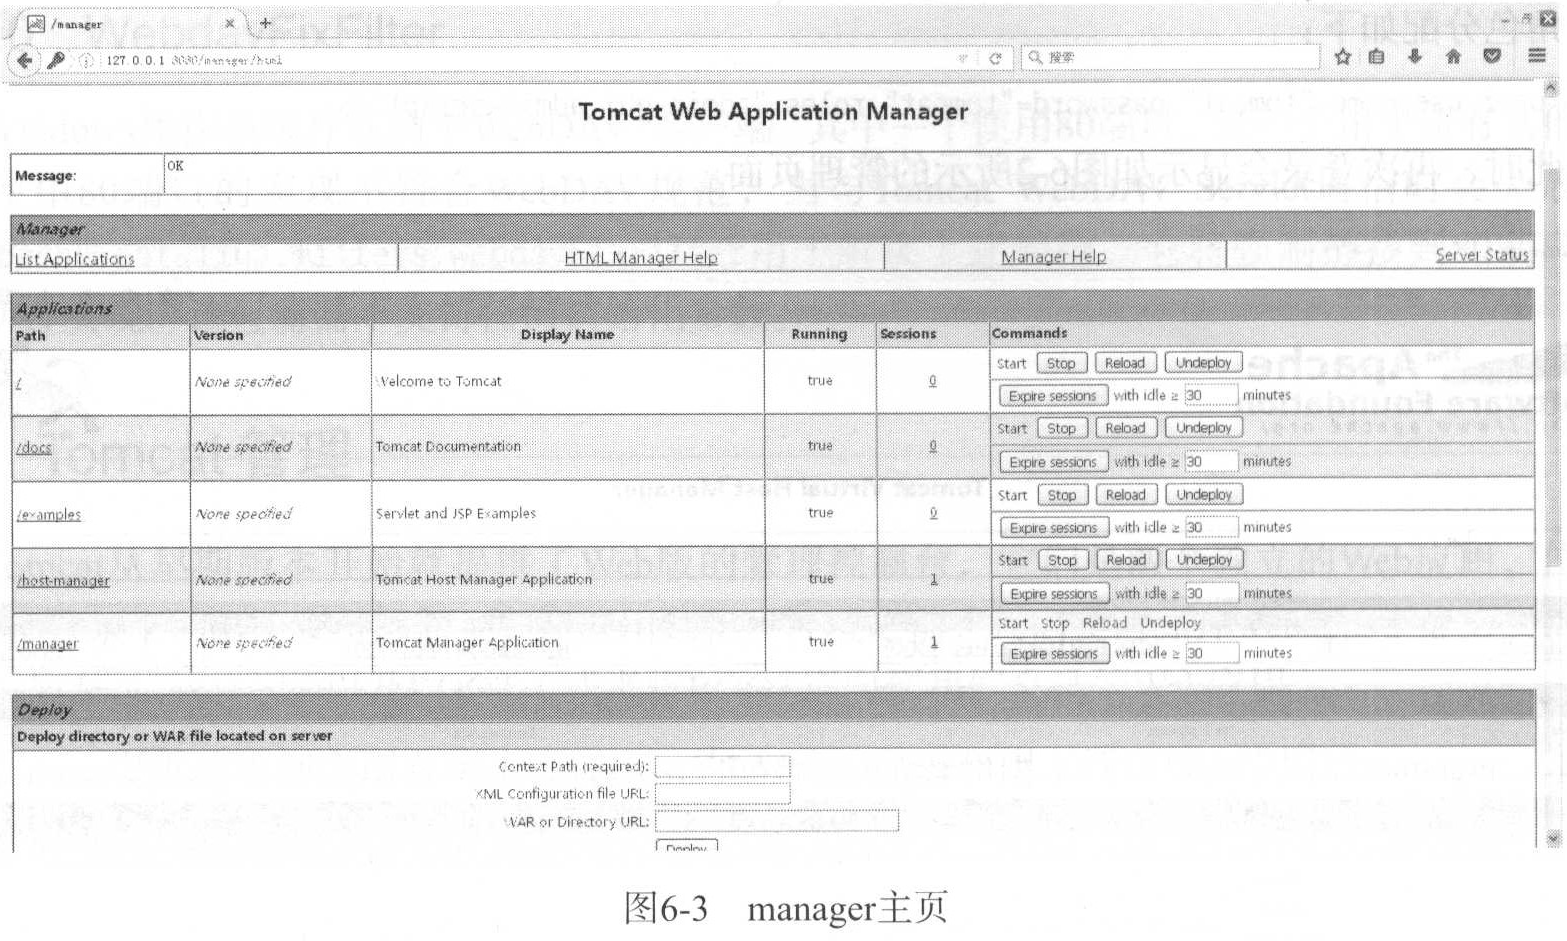 /manager
127.0.0.1:8080/manager/html
搜索
Tomcat Web Application Manager
Message: OK
Manager
List Applications HTML Manager Help Manager Help Server Status
Applications
Path Version Display Name Running Sessions Commands
/ None specified Welcome to Tomcat true 0 Start Stop Reload Undeploy
Expire sessions with idle ≥ 30 minutes
/docs None specified Tomcat Documentation true 0 Start Stop Reload Undeploy
Expire sessions with idle ≥ 30 minutes
/examples None specified Servlet and JSP Examples true 0 Start Stop Reload Undeploy
Expire sessions with idle ≥ 30 minutes
/host-manager None specified Tomcat Host Manager Application true 1 Start Stop Reload Undeploy
Expire sessions with idle ≥ 30 minutes
/manager None specified Tomcat Manager Application true 1 Start Stop Reload Undeploy
Expire sessions with idle ≥ 30 minutes
Deploy
Deploy directory or WAR file located on server
Context Path (required):
XML Configuration file URL:
WAR or Directory URL:
Deploy
图6-3 manager主页